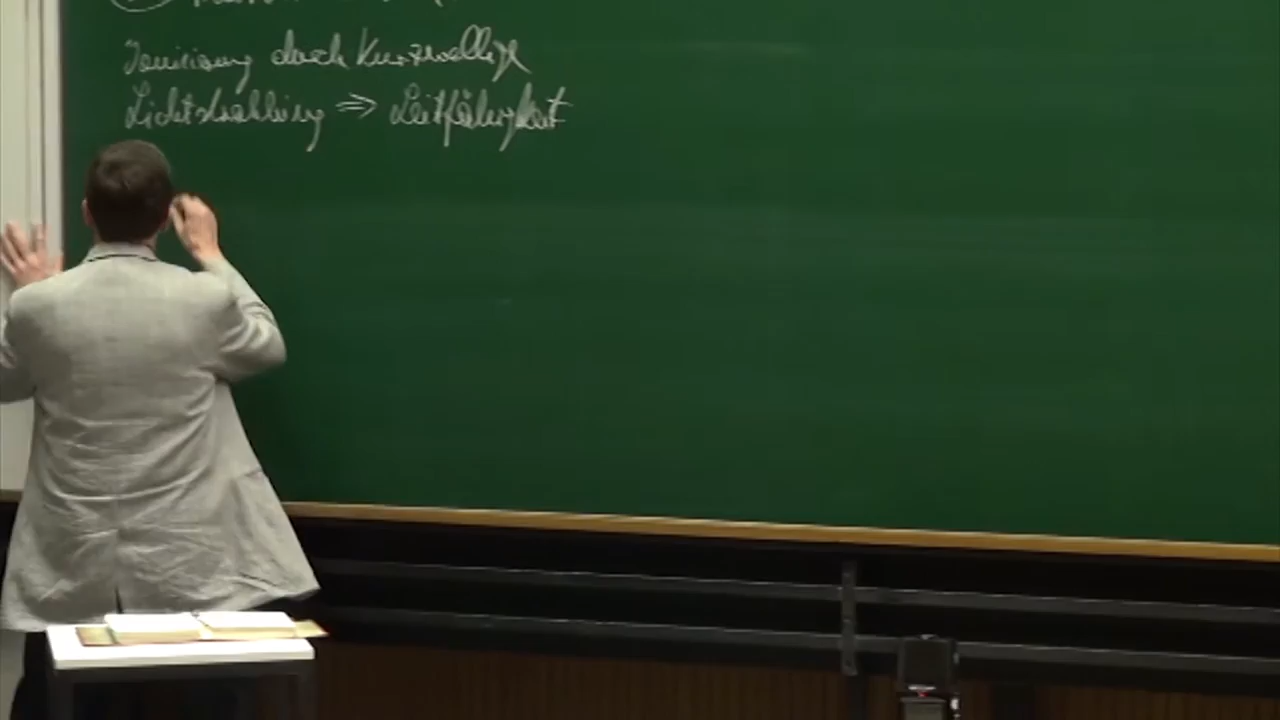 Ionisierung durch kurzwellige
Lichtstrahlung => Leitfähigkeit